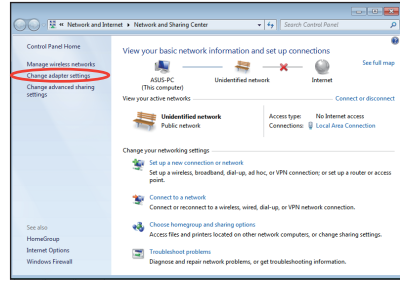 « Network and Internet ▸ Network and Sharing Center
Search Control Panel
Control Panel Home
Manage wireless networks
Change adapter settings
Change advanced sharing
settings
See also
HomeGroup
Internet Options
Windows Firewall
View your basic network information and set up connections
See full map
ASUS-PC
(This computer)
Unidentified network
Internet
View your active networks
Connect or disconnect
Unidentified network
Public network
Access type: No Internet access
Connections: Local Area Connection
Change your networking settings
Set up a new connection or network
Set up a wireless, broadband, dial-up, ad hoc, or VPN connection; or set up a router or access
point.
Connect to a network
Connect or reconnect to a wireless, wired, dial-up, or VPN network connection.
Choose homegroup and sharing options
Access files and printers located on other network computers, or change sharing settings.
Troubleshoot problems
Diagnose and repair network problems, or get troubleshooting information.